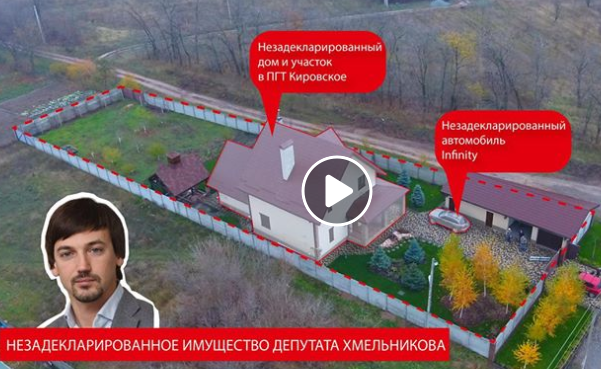 Незадекларированный
дом и участок
в ПГТ Кировское
Незадекларированный
автомобиль
Infinity
НЕЗАДЕКЛАРИРОВАННОЕ ИМУЩЕСТВО ДЕПУТАТА ХМЕЛЬНИКОВА